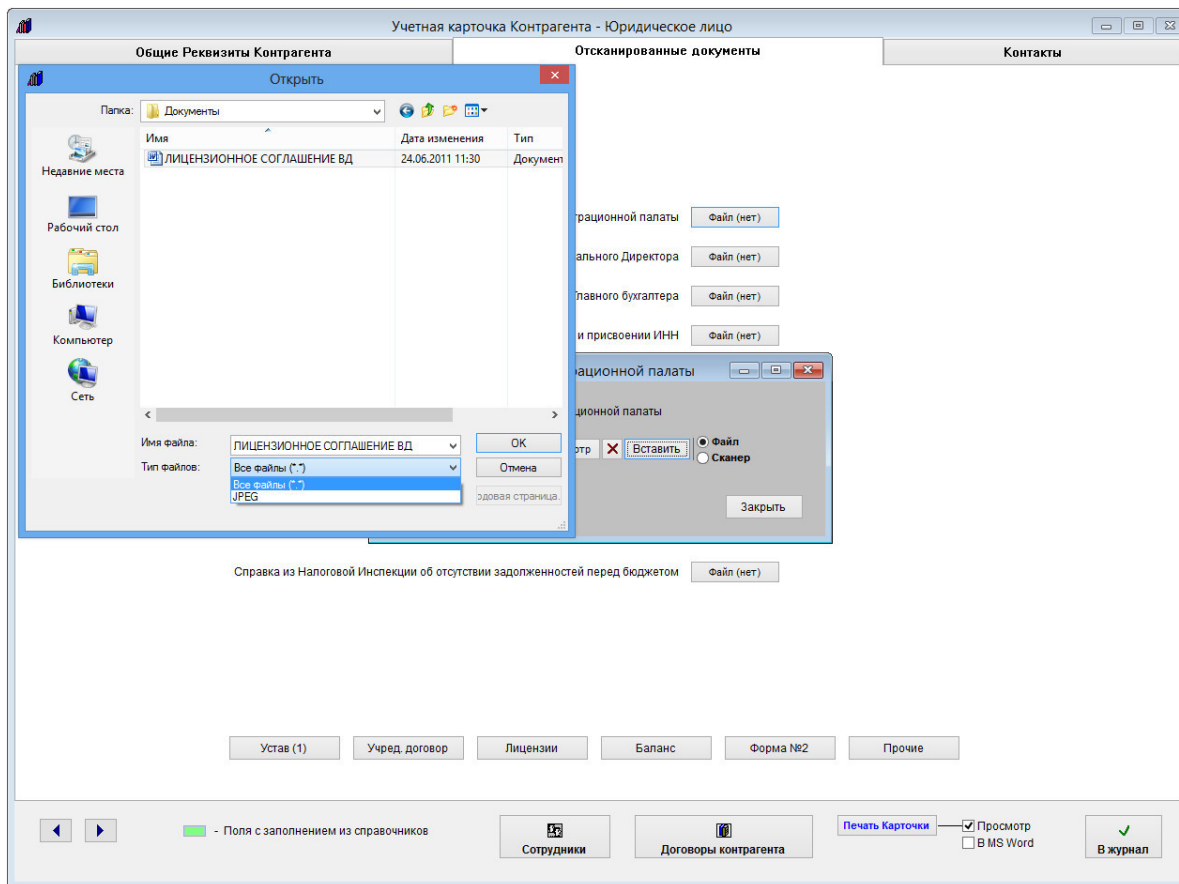 Учетная карточка Контрагента - Юридическое лицо
Общие Реквизиты Контрагента
Отсканированные документы
Контакты
Открыть
Папка:
Документы
Имя
Дата изменения
Тип
ЛИЦЕНЗИОННОЕ СОГЛАШЕНИЕ ВД
24.06.2011 11:30
Документ
Недавние места
Рабочий стол
Библиотеки
Компьютер
Сеть
Имя файла:
ЛИЦЕНЗИОННОЕ СОГЛАШЕНИЕ ВД
OK
Тип файлов:
Все файлы (*.*)
Отмена
Все файлы (*.*)
JPEG
довая страница.
трационной палаты
Файл (нет)
ального Директора
Файл (нет)
Главного бухгалтера
Файл (нет)
и присвоении ИНН
Файл (нет)
рационной палаты
ционной палаты
отр
Вставить
Файл
Сканер
Закрыть
Справка из Налоговой Инспекции об отсутствии задолженностей перед бюджетом
Файл (нет)
Устав (1)
Учред. договор
Лицензии
Баланс
Форма №2
Прочие
- Поля с заполнением из справочников
Сотрудники
Договоры контрагента
Печать Карточки
Просмотр
В MS Word
В журнал